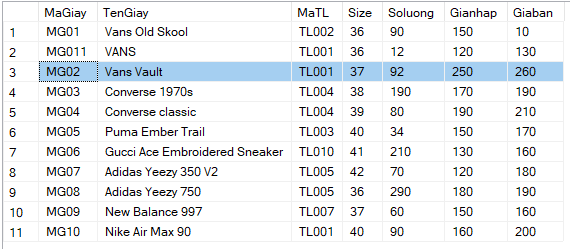 MaGiay TenGiay MaTL Size Soluong Gianhap Giaban
1 MG01 Vans Old Skool TL002 36 90 150 10
2 MG011 VANS TL001 36 12 120 130
3 MG02 Vans Vault TL001 37 92 250 260
4 MG03 Converse 1970s TL004 38 190 170 190
5 MG04 Converse classic TL004 39 80 190 210
6 MG05 Puma Ember Trail TL003 40 34 150 170
7 MG06 Gucci Ace Embroidered Sneaker TL010 41 210 130 160
8 MG07 Adidas Yeezy 350 V2 TL005 42 70 120 180
9 MG08 Adidas Yeezy 750 TL005 36 290 180 190
10 MG09 New Balance 997 TL007 37 60 150 160
11 MG10 Nike Air Max 90 TL001 40 90 160 200